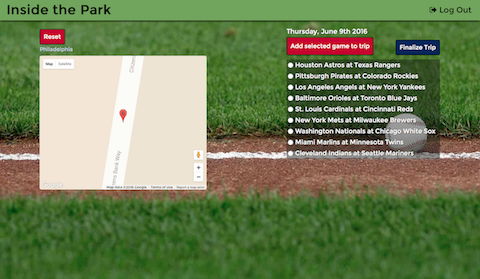 Inside the Park
Log Out
Reset
Philadelphia
Map Satellite
Citizens
ens Bank Way
Map data ©2016 Google Terms of Use Report a map error
Thursday, June 9th 2016
Add selected game to trip
Finalize Trip
Houston Astros at Texas Rangers
Pittsburgh Pirates at Colorado Rockies
Los Angeles Angels at New York Yankees
Baltimore Orioles at Toronto Blue Jays
St. Louis Cardinals at Cincinnati Reds
New York Mets at Milwaukee Brewers
Washington Nationals at Chicago White Sox
Miami Marlins at Minnesota Twins
Cleveland Indians at Seattle Mariners